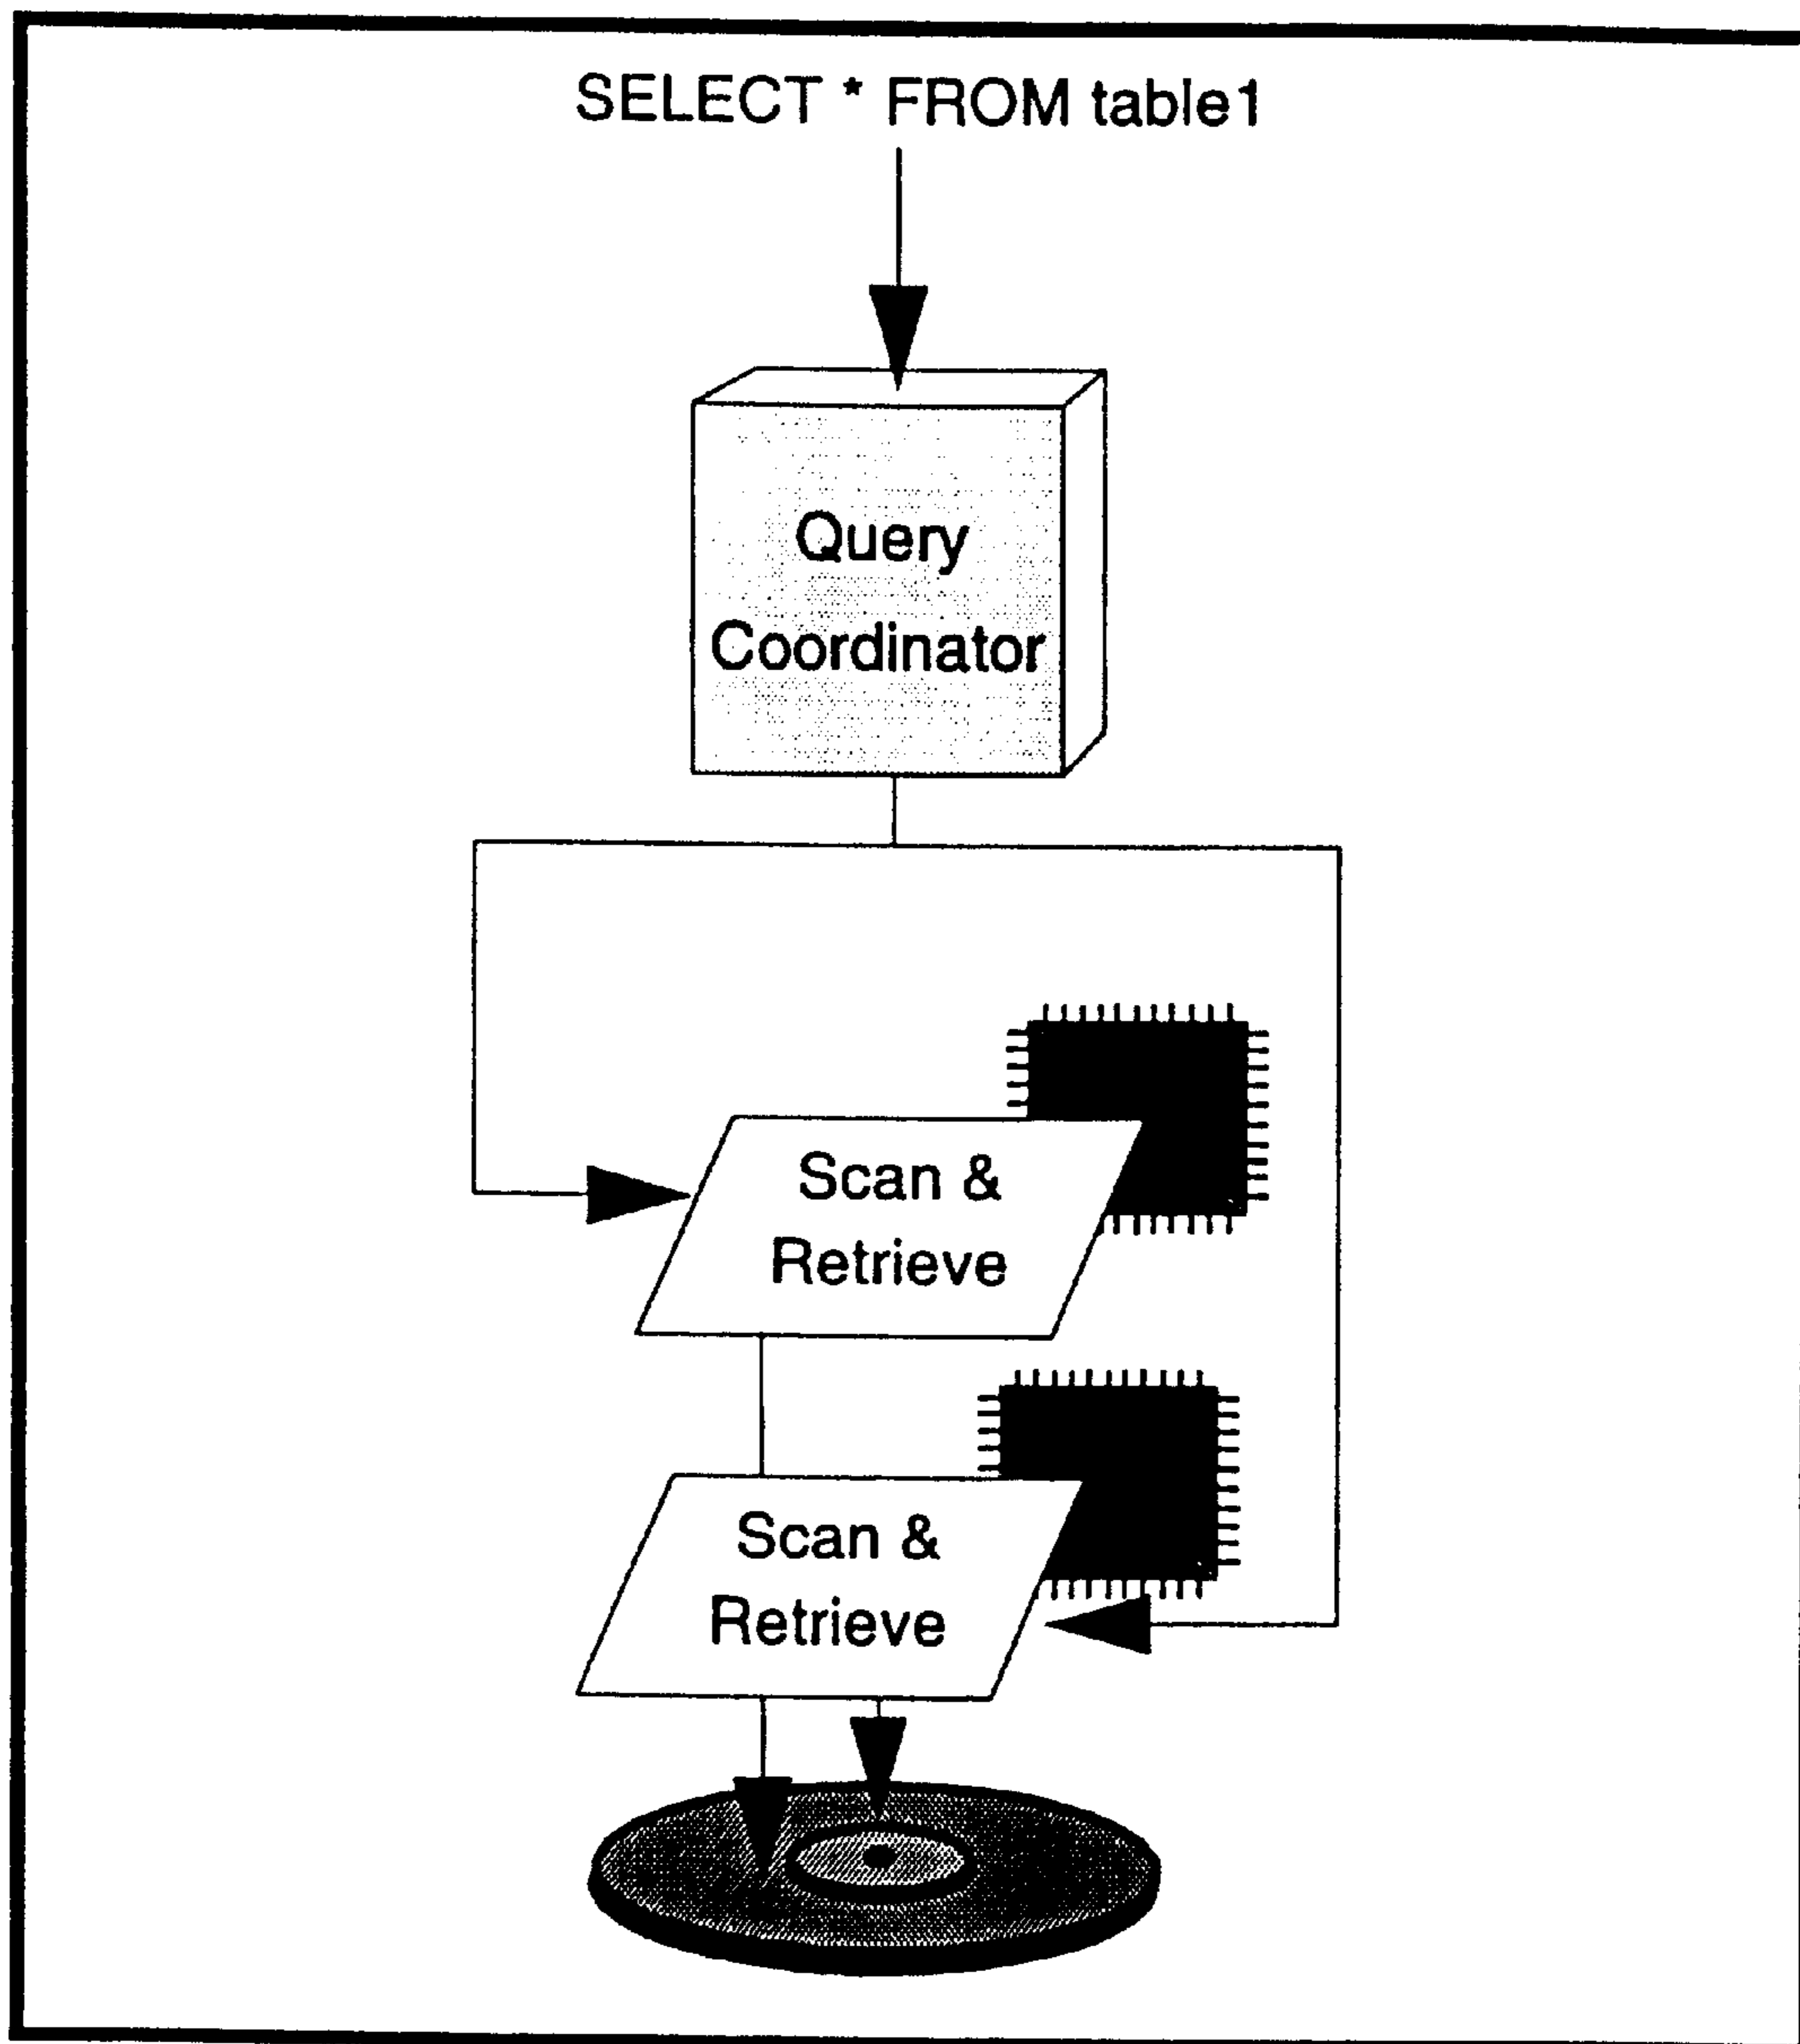 SELECT * FROM table1
Query
Coordinator
Scan &
Retrieve
Scan &
Retrieve